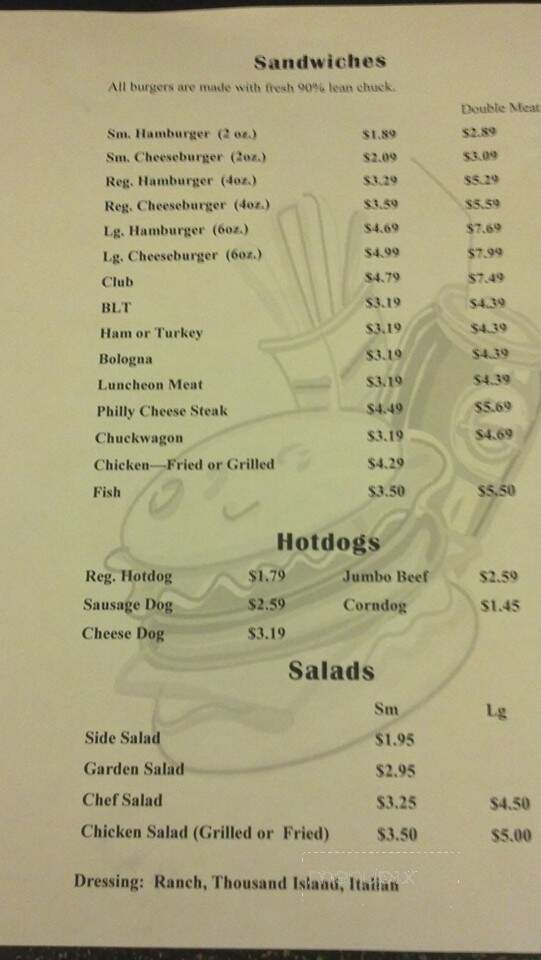 Sandwiches
All burgers are made with fresh 90% lean chuck.
Double Meat
Sm. Hamburger (2 oz.) $1.89 $2.89
Sm. Cheeseburger (2oz.) $2.09 $3.09
Reg. Hamburger (4oz.) $3.29 $5.29
Reg. Cheeseburger (4oz.) $3.59 $5.59
Lg. Hamburger (6oz.) $4.69 $7.69
Lg. Cheeseburger (6oz.) $4.99 $7.99
Club $4.79 $7.49
BLT $3.19 $4.39
Ham or Turkey $3.19 $4.39
Bologna $3.19 $4.39
Luncheon Meat $3.19 $4.39
Philly Cheese Steak $4.49 $5.69
Chuckwagon $3.19 $4.69
Chicken—Fried or Grilled $4.29
Fish $3.50 $5.50
Hotdogs
Reg. Hotdog $1.79 Jumbo Beef $2.59
Sausage Dog $2.59 Corndog $1.45
Cheese Dog $3.19
Salads
Sm Lg
Side Salad $1.95
Garden Salad $2.95
Chef Salad $3.25 $4.50
Chicken Salad (Grilled or Fried) $3.50 $5.00
Dressing: Ranch, Thousand Island, Italian
menupix